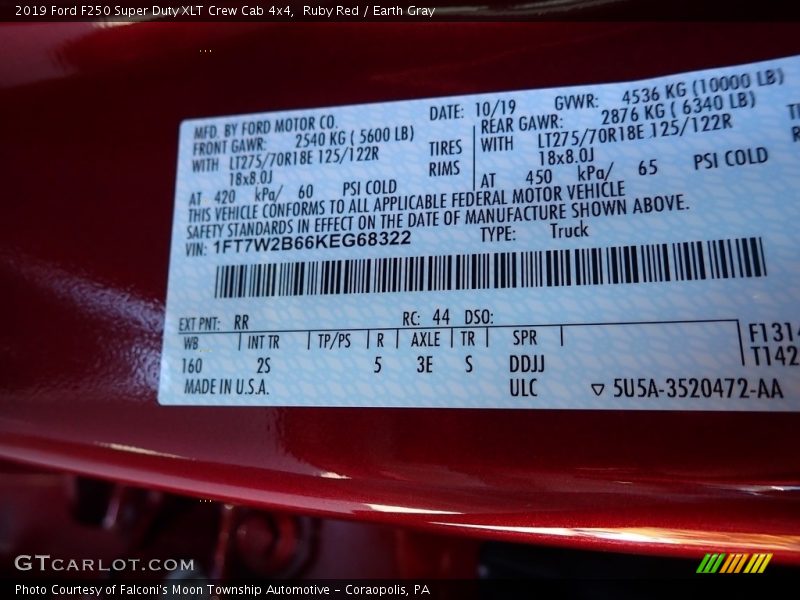 2019 Ford F250 Super Duty XLT Crew Cab 4x4, Ruby Red / Earth Gray
MFD. BY FORD MOTOR CO.
DATE: 10/19
GVWR: 4536 KG (10000 LB)
FRONT GAWR: 2540 KG ( 5600 LB)
REAR GAWR: 2876 KG ( 6340 LB)
WITH LT275/70R18E 125/122R TIRES
WITH LT275/70R18E 125/122R
18x8.0J RIMS
18x8.0J
AT 420 kPa/ 60 PSI COLD
AT 450 kPa/ 65 PSI COLD
THIS VEHICLE CONFORMS TO ALL APPLICABLE FEDERAL MOTOR VEHICLE
SAFETY STANDARDS IN EFFECT ON THE DATE OF MANUFACTURE SHOWN ABOVE.
VIN: 1FT7W2B66KEG68322 TYPE: Truck
EXT PNT: RR RC: 44 DSO:
WB INT TR TP/PS R AXLE TR SPR
160 2S 5 3E S DDJJ
MADE IN U.S.A. ULC ▽ 5U5A-3520472-AA
GTCARLOT.COM
Photo Courtesy of Falconi's Moon Township Automotive - Coraopolis, PA